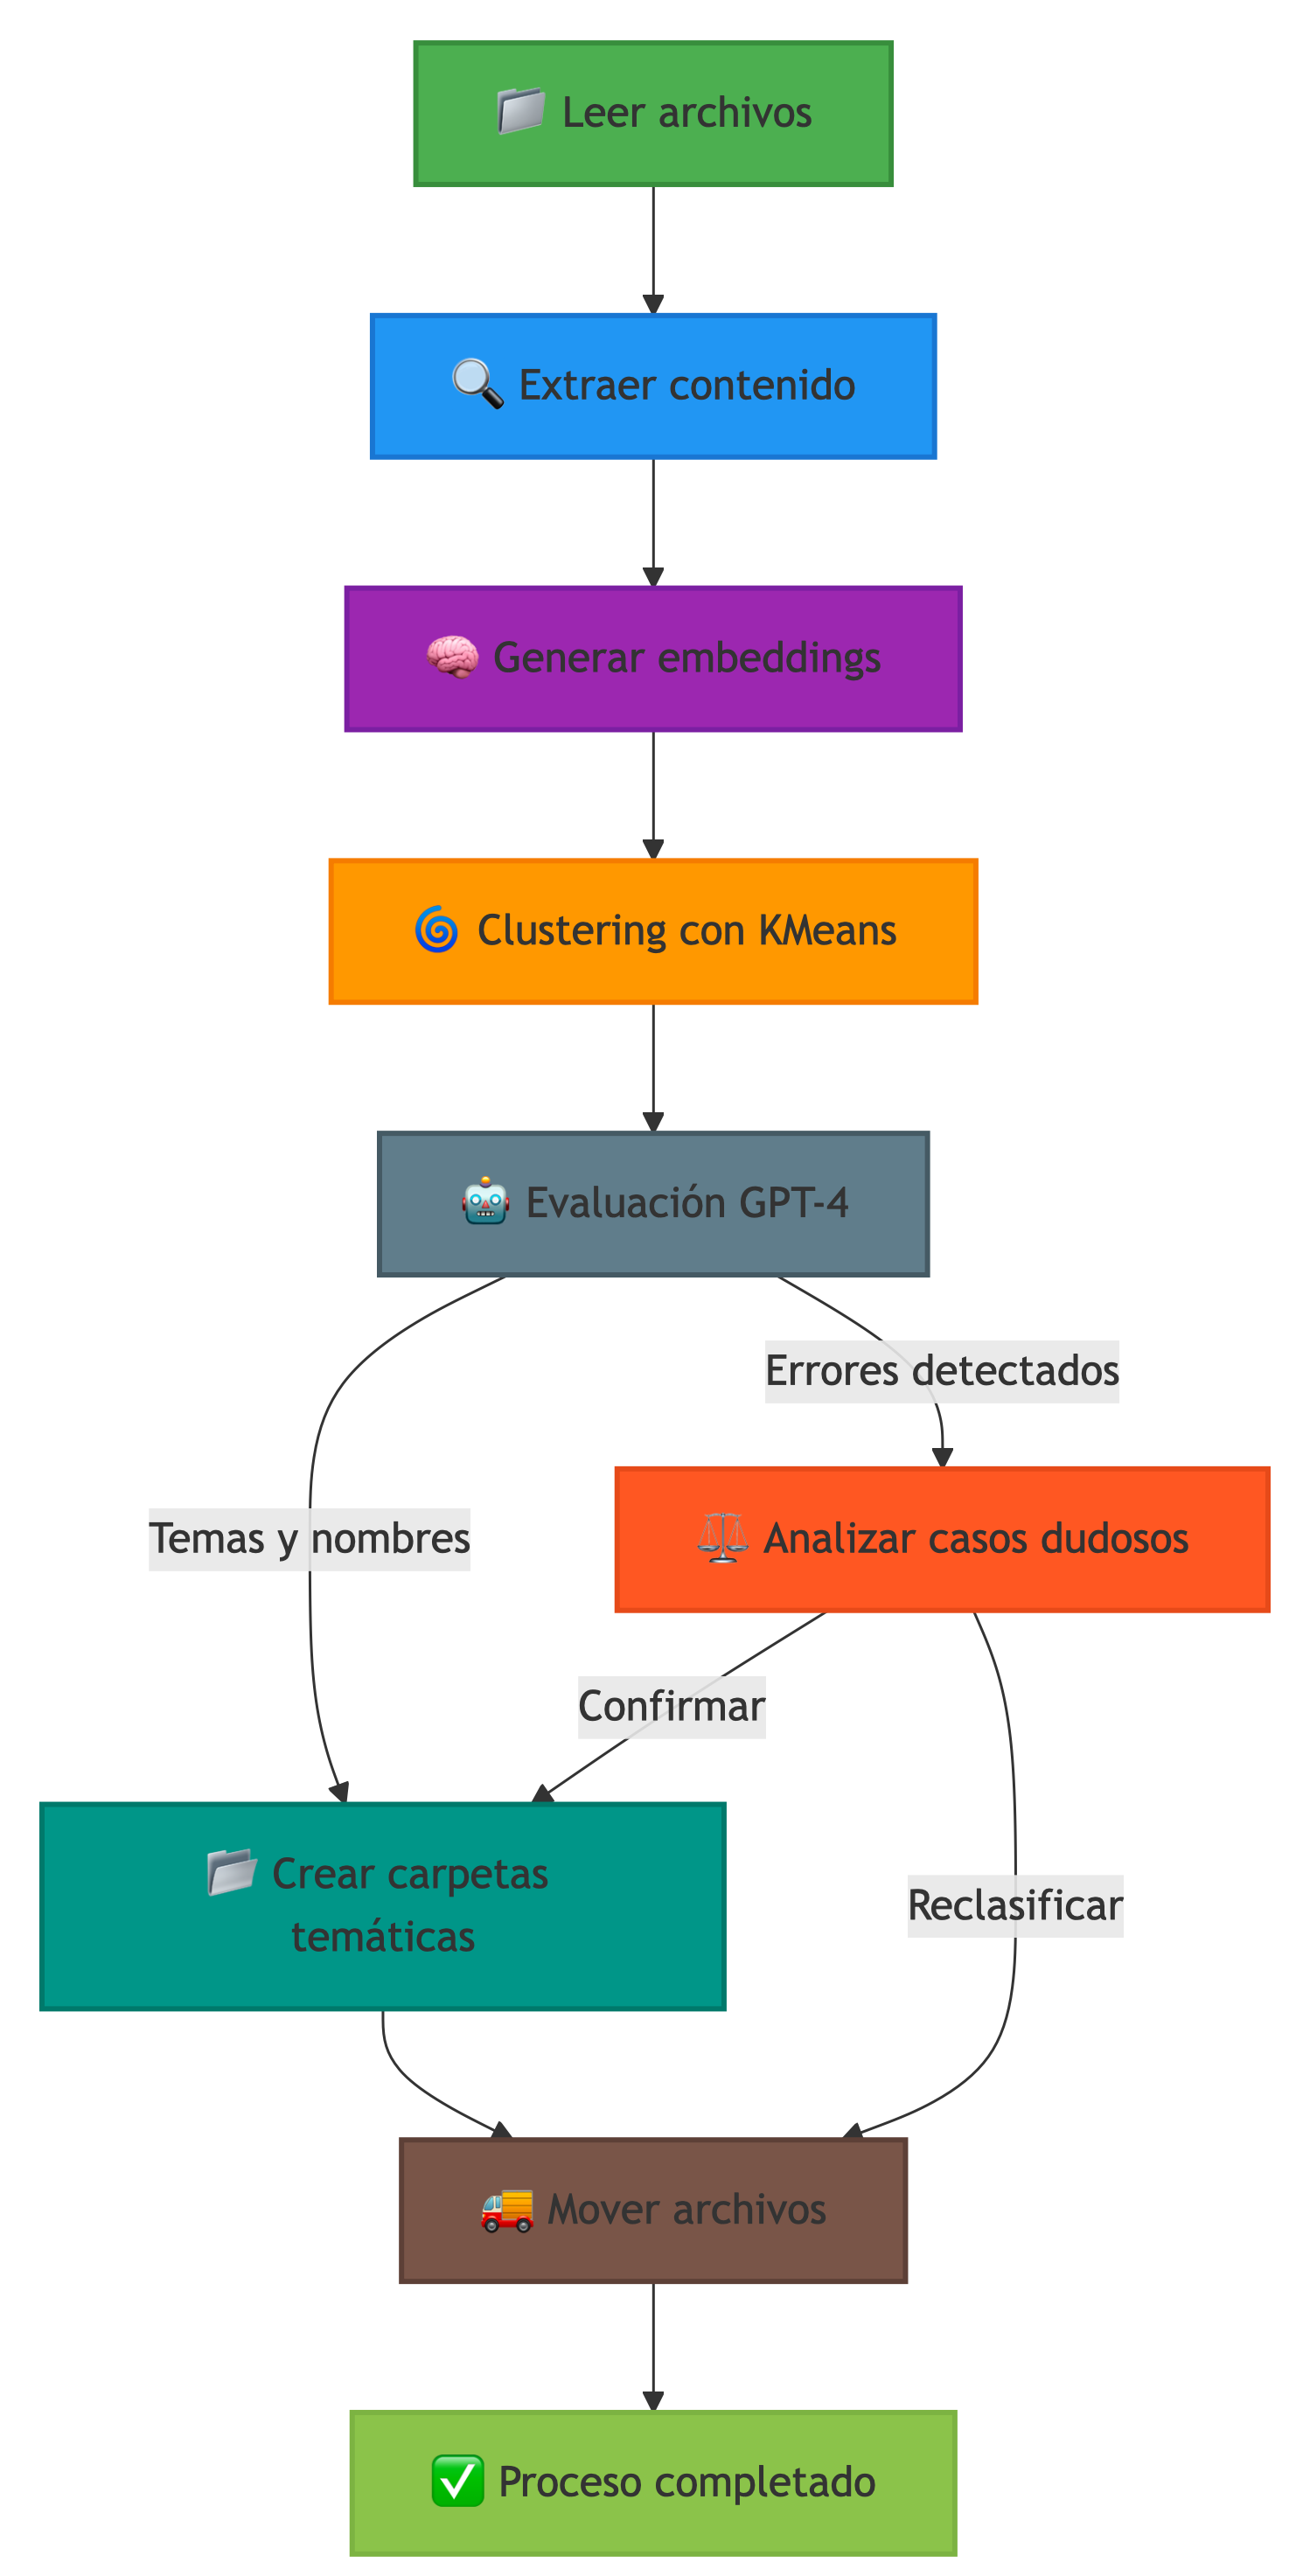 Leer archivos
Extraer contenido
Generar embeddings
Clustering con KMeans
Evaluación GPT-4
Errores detectados
Temas y nombres
Analizar casos dudosos
Confirmar
Crear carpetas
temáticas
Reclasificar
Mover archivos
Proceso completado